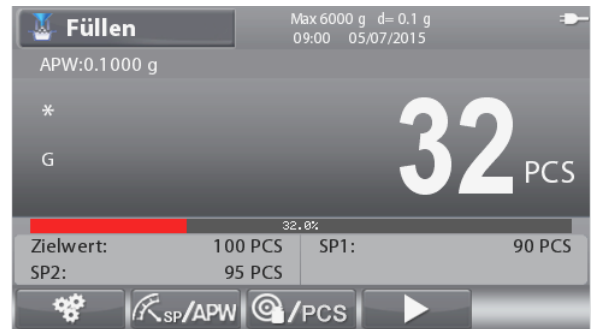 Füllen
Max 6000 g d= 0.1 g
09:00 05/07/2015
APW:0.1000 g
*
G
32 PCS
32.0%
Zielwert: 100 PCS SP1: 90 PCS
SP2: 95 PCS
SP/APW /PCS